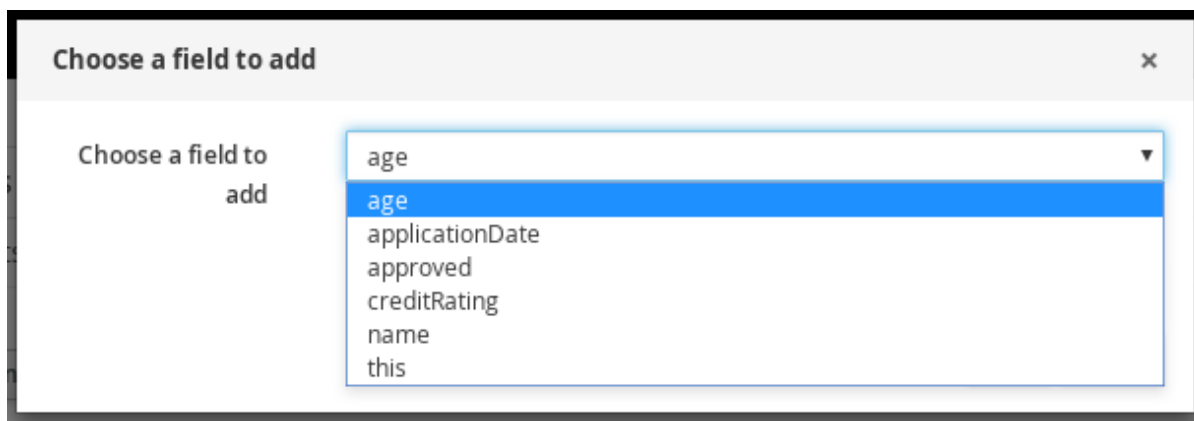 Choose a field to add
×
Choose a field to
add
age
age
applicationDate
approved
creditRating
name
this